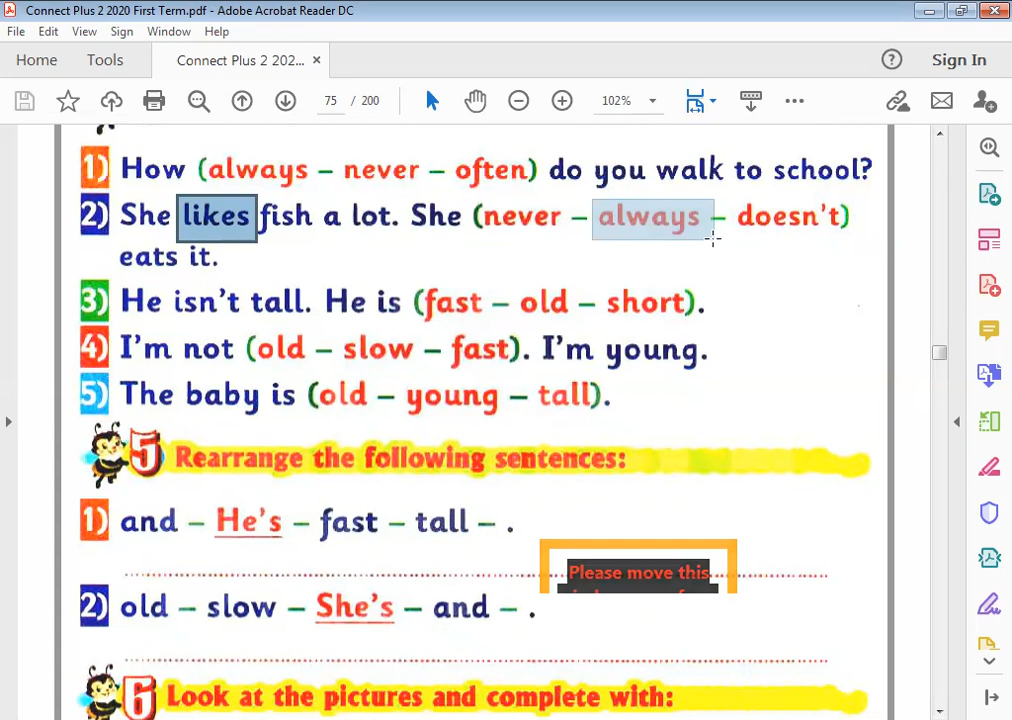 Connect Plus 2 2020 First Term.pdf - Adobe Acrobat Reader DC
File Edit View Sign Window Help
Home Tools Connect Plus 2 202... × Sign In
75 / 200 102%
1) How (always – never – often) do you walk to school?
2) She likes fish a lot. She (never – always – doesn't)
eats it.
3) He isn't tall. He is (fast – old – short).
4) I'm not (old – slow – fast). I'm young.
5) The baby is (old – young – tall).
5 Rearrange the following sentences:
1) and – He's – fast – tall – .
Please move this
2) old – slow – She's – and – .
6 Look at the pictures and complete with: